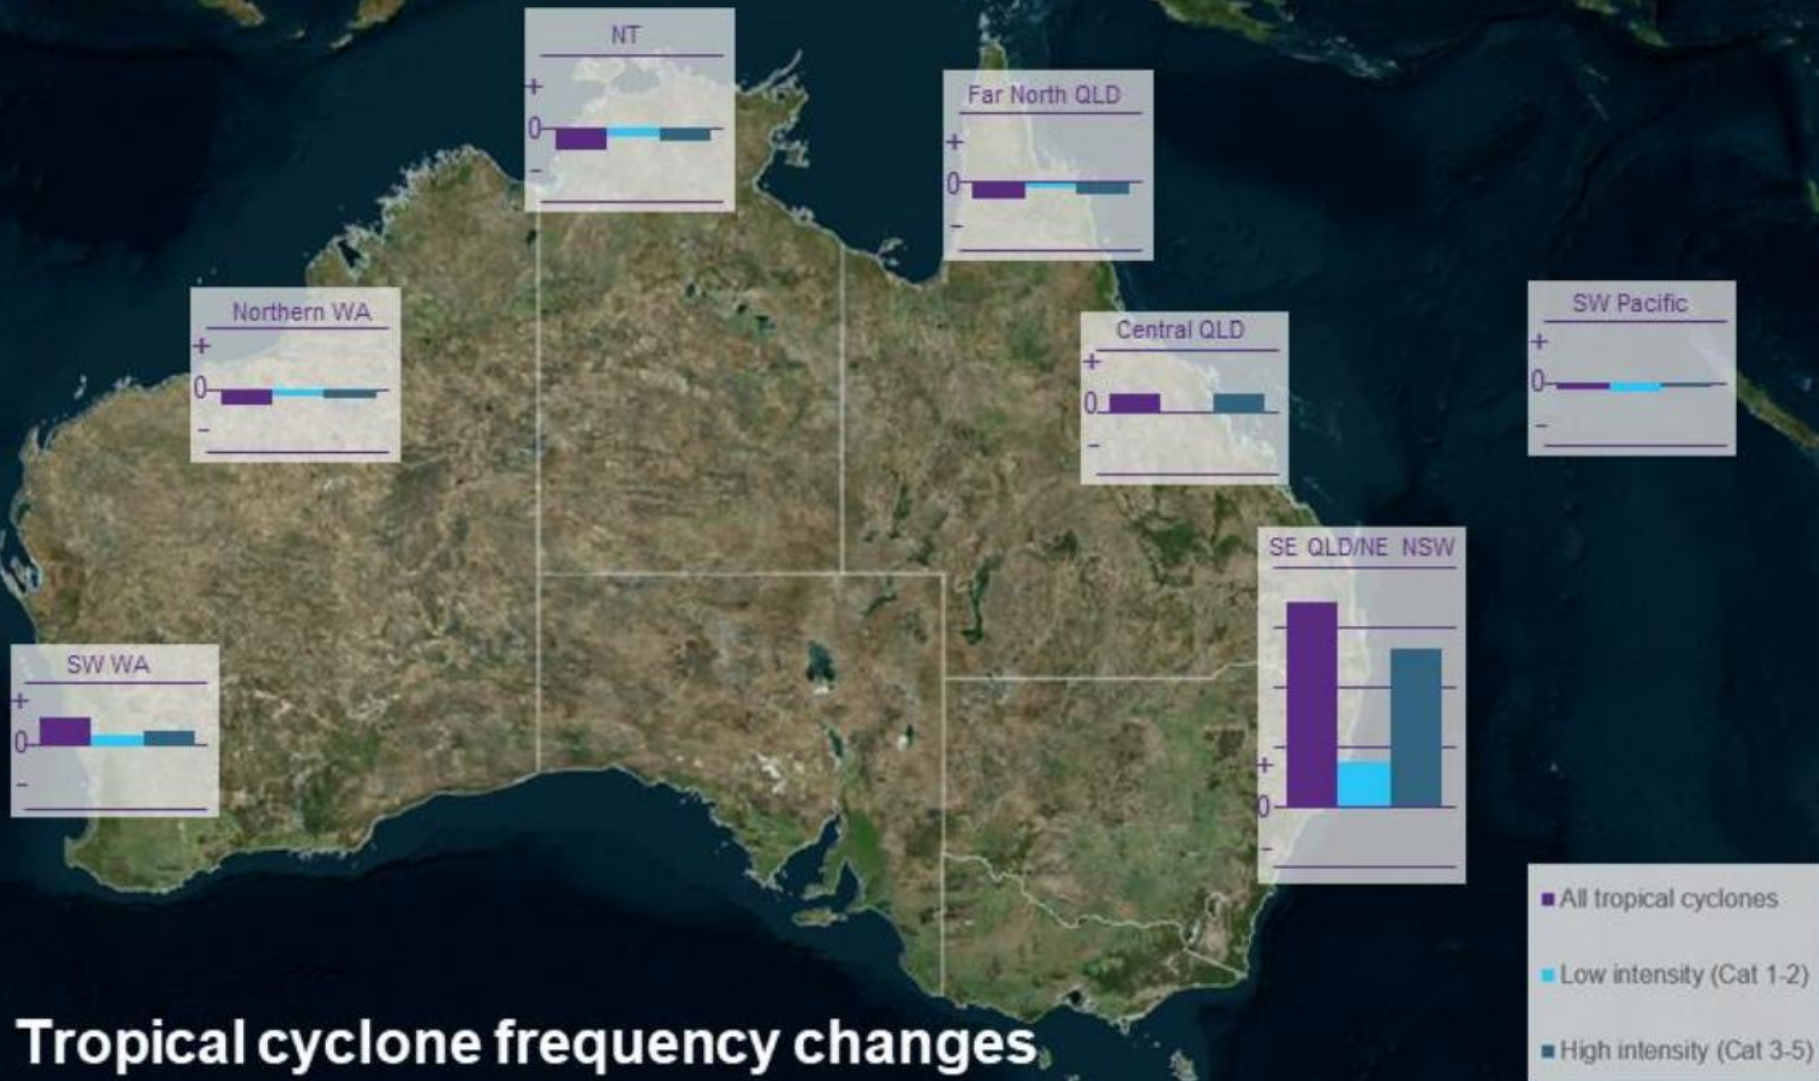 NT
+
0
-
Far North QLD
+
0
-
Northern WA
+
0
-
Central QLD
+
0
-
SW Pacific
+
0
-
SE QLD/NE NSW
+
0
-
SW WA
+
0
-
All tropical cyclones
Low intensity (Cat 1-2)
High intensity (Cat 3-5)
Tropical cyclone frequency changes